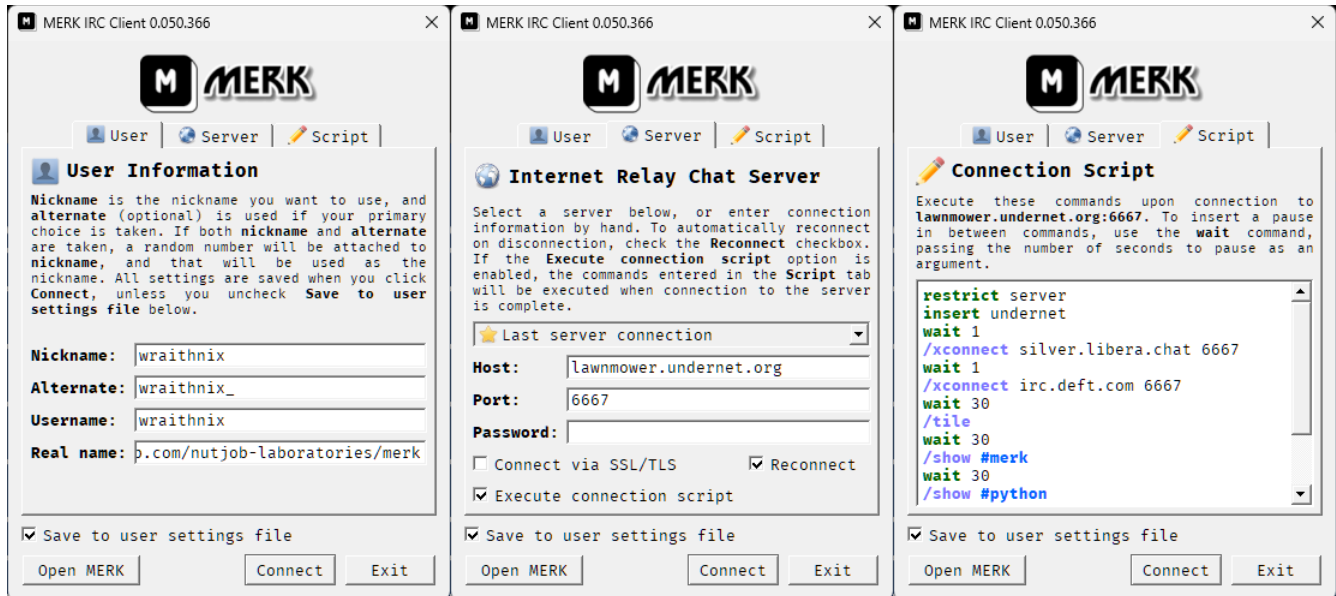 MERK IRC Client 0.050.366
M MERK
User Server Script
User Information
Nickname is the nickname you want to use, and
alternate (optional) is used if your primary
choice is taken. If both nickname and alternate
are taken, a random number will be attached to
nickname, and that will be used as the
nickname. All settings are saved when you click
Connect, unless you uncheck Save to user
settings file below.
Nickname: wraithnix
Alternate: wraithnix_
Username: wraithnix
Real name: .com/nutjob-laboratories/merk
Save to user settings file
Open MERK Connect Exit
MERK IRC Client 0.050.366
M MERK
User Server Script
Internet Relay Chat Server
Select a server below, or enter connection
information by hand. To automatically reconnect
on disconnection, check the Reconnect checkbox.
If the Execute connection script option is
enabled, the commands entered in the Script tab
will be executed when connection to the server
is complete.
Last server connection
Host: lawnmower.undernet.org
Port: 6667
Password:
Connect via SSL/TLS Reconnect
Execute connection script
Save to user settings file
Open MERK Connect Exit
MERK IRC Client 0.050.366
M MERK
User Server Script
Connection Script
Execute these commands upon connection to
lawnmower.undernet.org:6667. To insert a pause
in between commands, use the wait command,
passing the number of seconds to pause as an
argument.
restrict server
insert undernet
wait 1
/xconnect silver.libera.chat 6667
wait 1
/xconnect irc.deft.com 6667
wait 30
/tile
wait 30
/show #merk
wait 30
/show #python
Save to user settings file
Open MERK Connect Exit